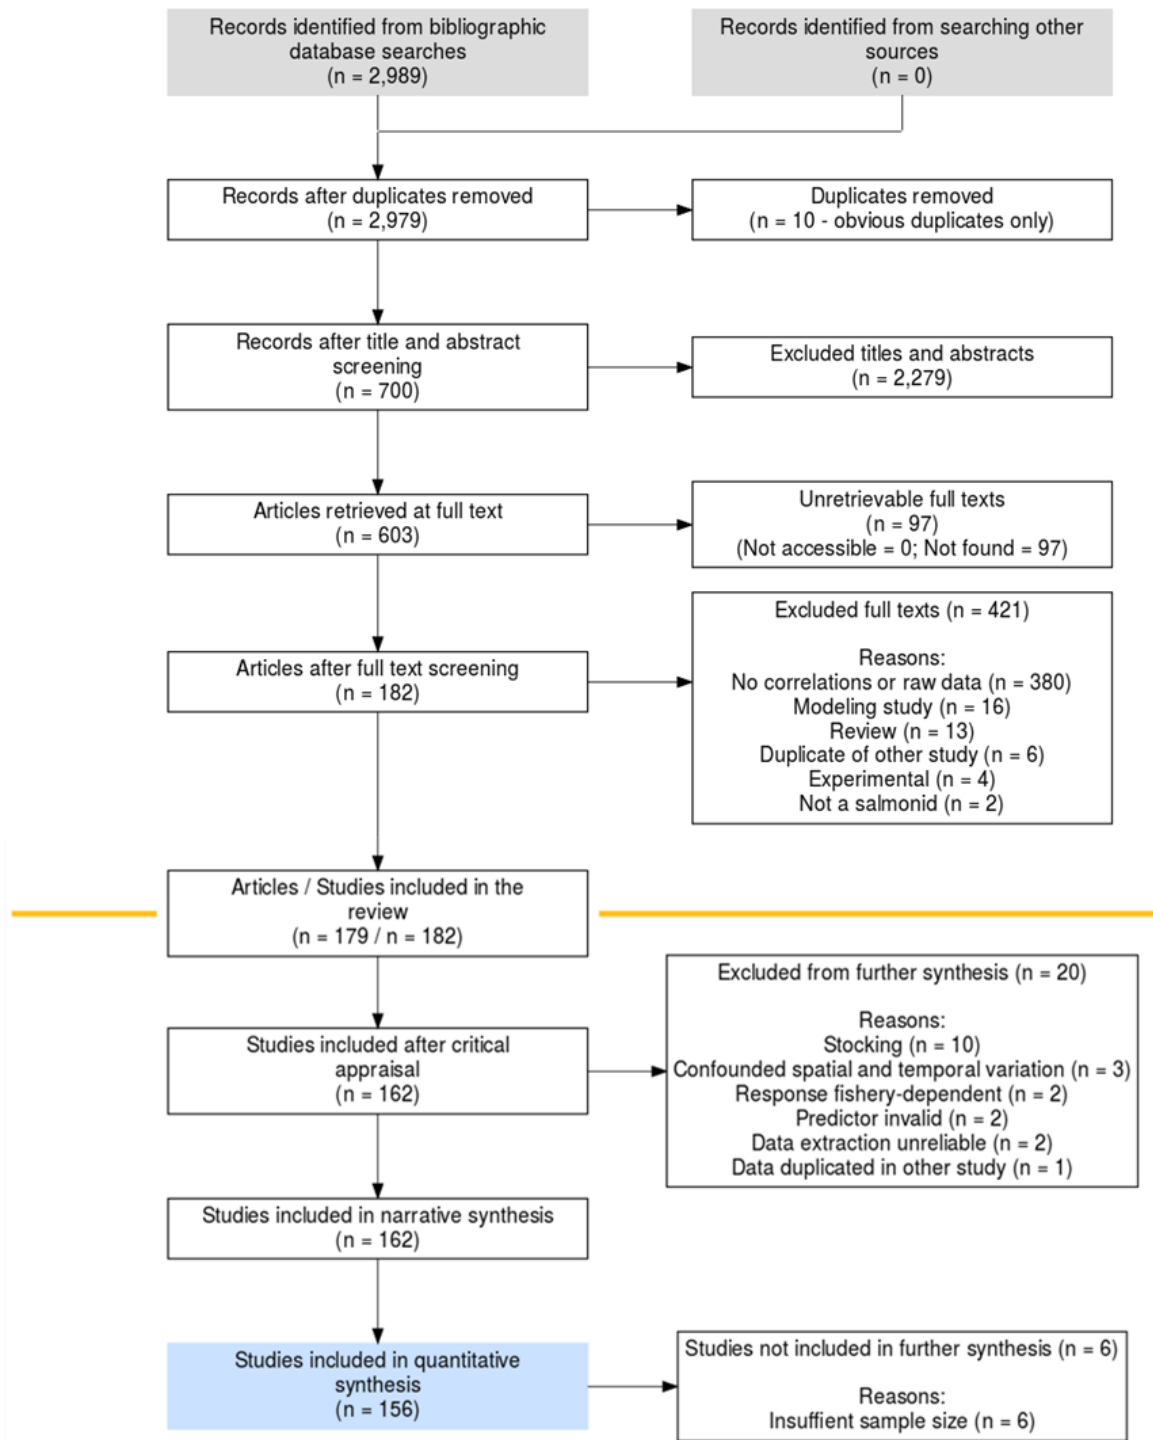 Records identified from bibliographic
database searches
(n = 2,989)
Records identified from searching other
sources
(n = 0)
Records after duplicates removed
(n = 2,979)
Duplicates removed
(n = 10 - obvious duplicates only)
Records after title and abstract
screening
(n = 700)
Excluded titles and abstracts
(n = 2,279)
Articles retrieved at full text
(n = 603)
Unretrievable full texts
(n = 97)
(Not accessible = 0; Not found = 97)
Articles after full text screening
(n = 182)
Excluded full texts (n = 421)
Reasons:
No correlations or raw data (n = 380)
Modeling study (n = 16)
Review (n = 13)
Duplicate of other study (n = 6)
Experimental (n = 4)
Not a salmonid (n = 2)
Articles / Studies included in the
review
(n = 179 / n = 182)
Studies included after critical
appraisal
(n = 162)
Excluded from further synthesis (n = 20)
Reasons:
Stocking (n = 10)
Confounded spatial and temporal variation (n = 3)
Response fishery-dependent (n = 2)
Predictor invalid (n = 2)
Data extraction unreliable (n = 2)
Data duplicated in other study (n = 1)
Studies included in narrative synthesis
(n = 162)
Studies included in quantitative
synthesis
(n = 156)
Studies not included in further synthesis (n = 6)
Reasons:
Insuffient sample size (n = 6)